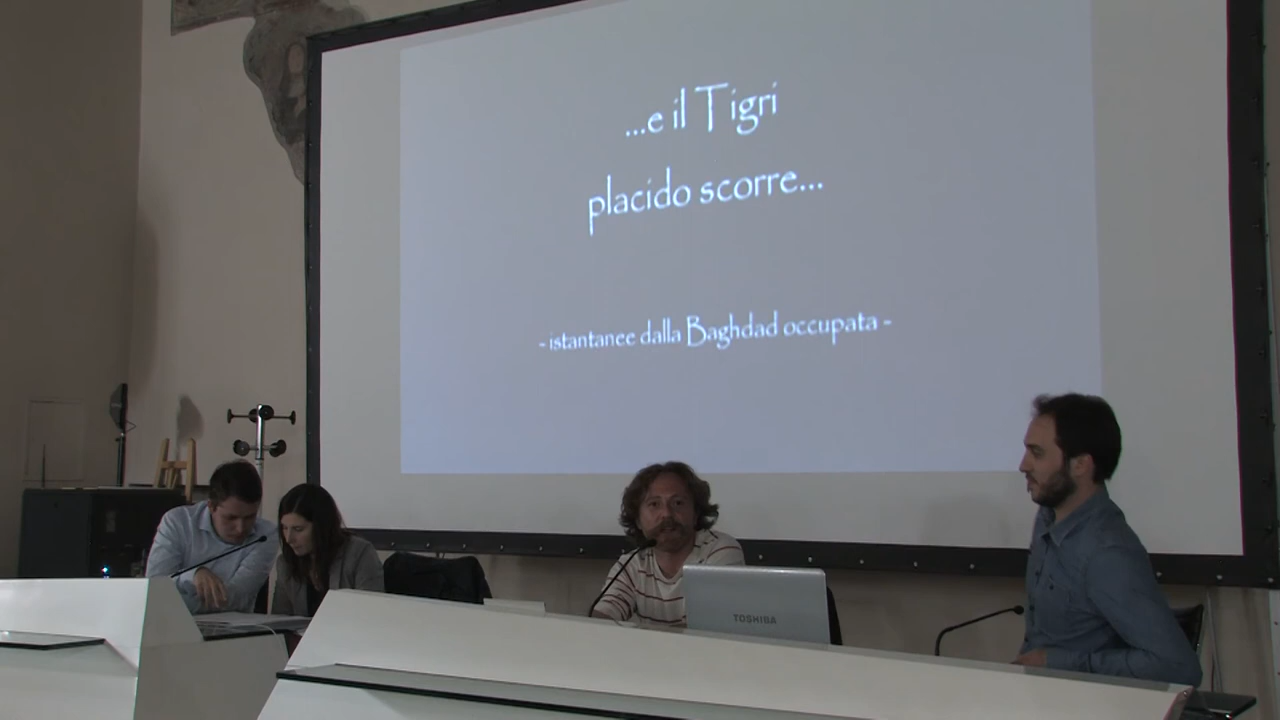 ...e il Tigri
placido scorre...
- istantanee dalla Baghdad occupata -
TOSHIBA